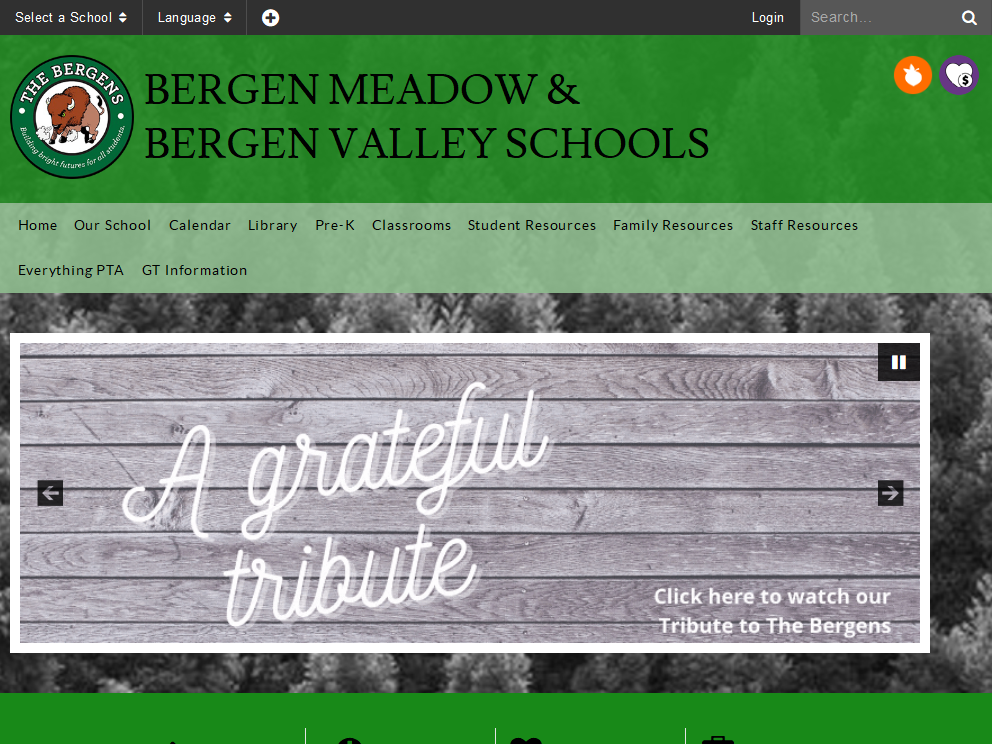 Select a School
Language
Login
Search...
THE BERGENS
Building bright futures for all students.
BERGEN MEADOW &
BERGEN VALLEY SCHOOLS
$
Home
Our School
Calendar
Library
Pre-K
Classrooms
Student Resources
Family Resources
Staff Resources
Everything PTA
GT Information
A grateful
tribute
Click here to watch our
Tribute to The Bergens